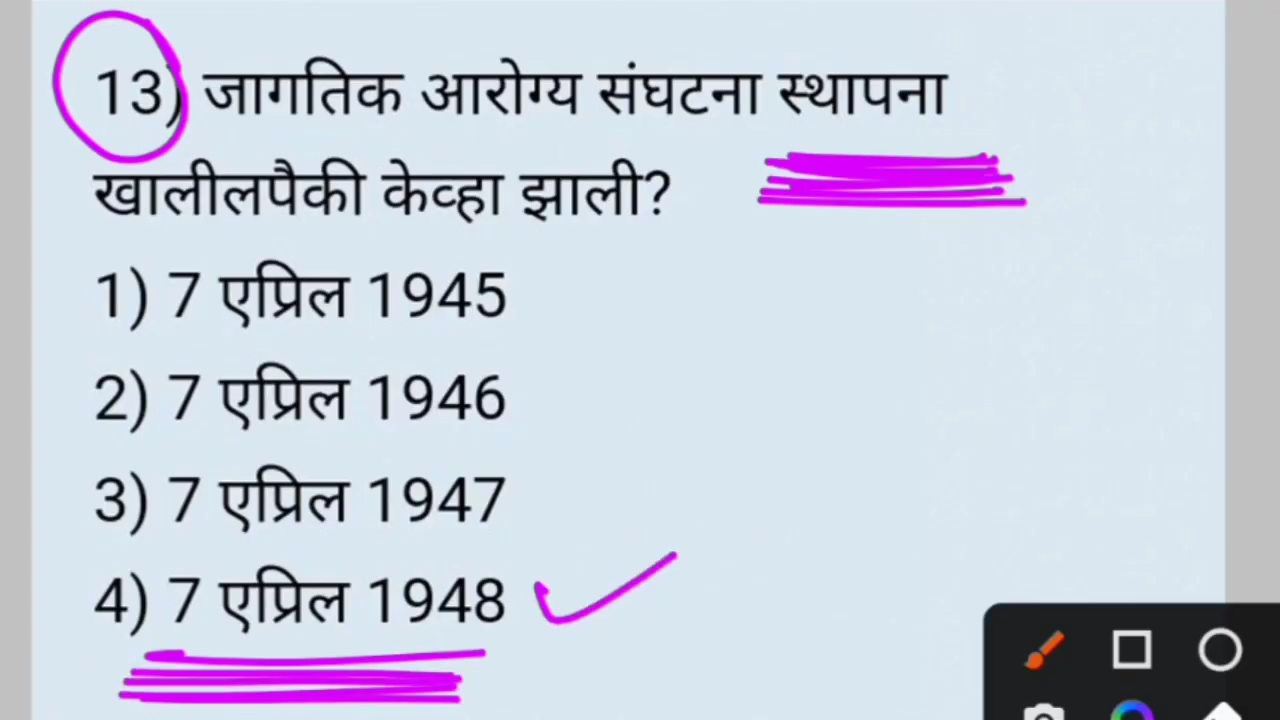 13) जागतिक आरोग्य संघटना स्थापना
खालीलपैकी केव्हा झाली?
1) 7 एप्रिल 1945
2) 7 एप्रिल 1946
3) 7 एप्रिल 1947
4) 7 एप्रिल 1948